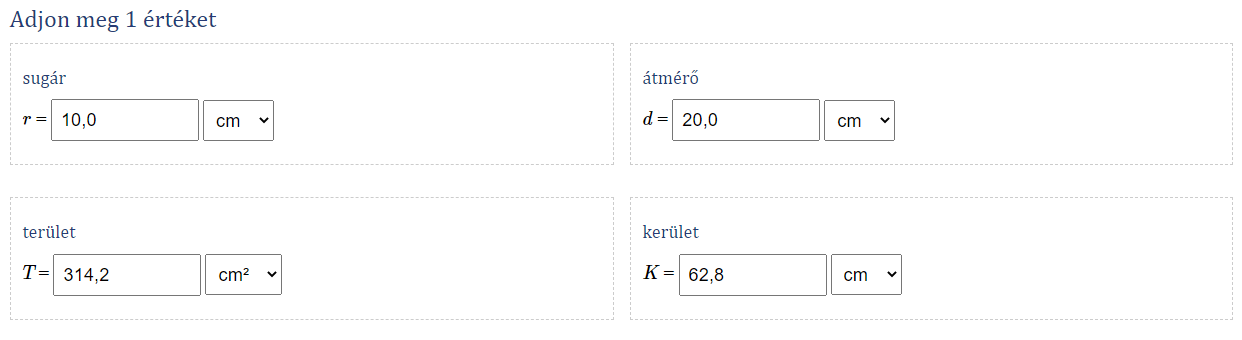 Adjon meg 1 értéket
sugár
r = 10,0 cm
átmérő
d = 20,0 cm
terület
T = 314,2 cm²
kerület
K = 62,8 cm